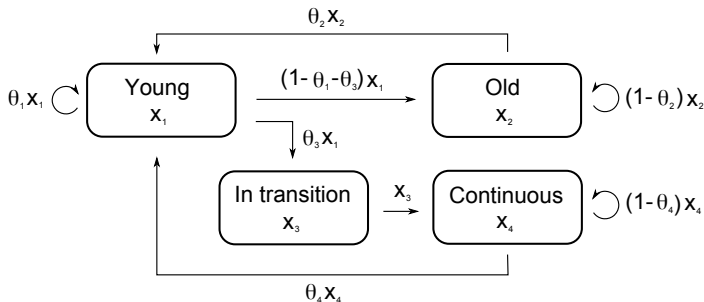 θ₂x₂
Young
x₁
θ₁x₁
(1-θ₁-θ₃)x₁
Old
x₂
(1-θ₂)x₂
θ₃x₁
In transition
x₃
x₃
Continuous
x₄
(1-θ₄)x₄
θ₄x₄